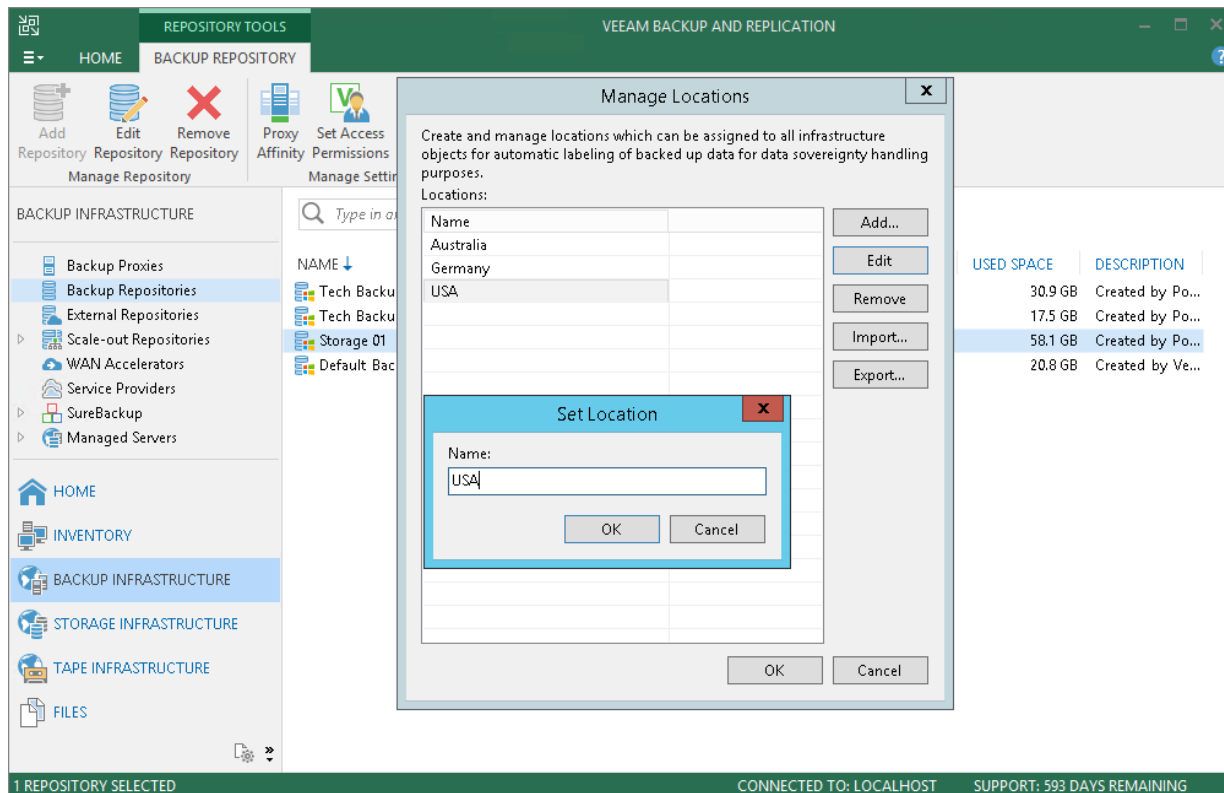 REPOSITORY TOOLS
VEEAM BACKUP AND REPLICATION
HOME
BACKUP REPOSITORY
Add Repository
Edit Repository
Remove Repository
Proxy Affinity
Set Access Permissions
Manage Repository
Manage Settin
Manage Locations
x
Create and manage locations which can be assigned to all infrastructure
objects for automatic labeling of backed up data for data sovereignty handling
purposes.
Locations:
Name
Australia
Germany
USA
Add...
Edit
Remove
Import...
Export...
Set Location
x
Name:
USA
OK
Cancel
OK
Cancel
BACKUP INFRASTRUCTURE
Backup Proxies
Backup Repositories
External Repositories
Scale-out Repositories
WAN Accelerators
Service Providers
SureBackup
Managed Servers
HOME
INVENTORY
BACKUP INFRASTRUCTURE
STORAGE INFRASTRUCTURE
TAPE INFRASTRUCTURE
FILES
Type in a
NAME
USED SPACE
DESCRIPTION
Tech Backu
30.9 GB
Created by Po...
Tech Backu
17.5 GB
Created by Po...
Storage 01
58.1 GB
Created by Po...
Default Bac
20.8 GB
Created by Ve...
1 REPOSITORY SELECTED
CONNECTED TO: LOCALHOST
SUPPORT: 593 DAYS REMAINING